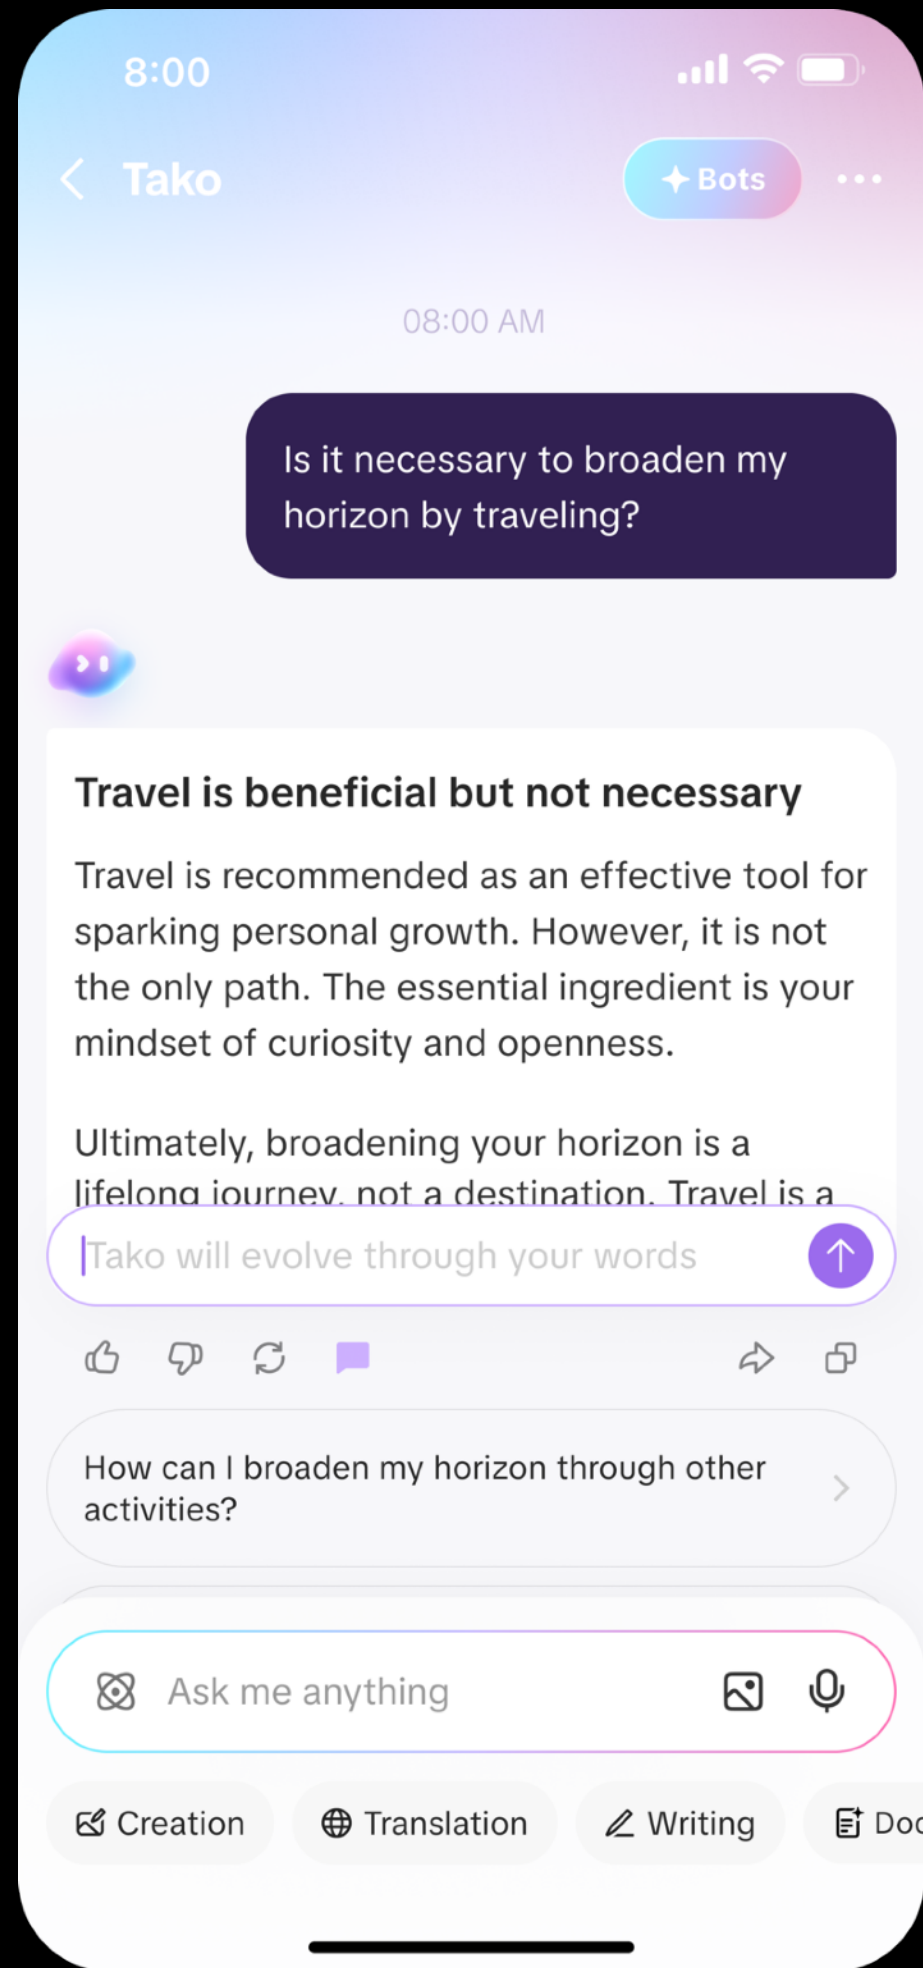 8:00
Tako
Bots
08:00 AM
Is it necessary to broaden my
horizon by traveling?
Travel is beneficial but not necessary
Travel is recommended as an effective tool for
sparking personal growth. However, it is not
the only path. The essential ingredient is your
mindset of curiosity and openness.
Ultimately, broadening your horizon is a
lifelong journey, not a destination. Travel is a
Tako will evolve through your words
How can I broaden my horizon through other
activities?
Ask me anything
Creation
Translation
Writing
Doc